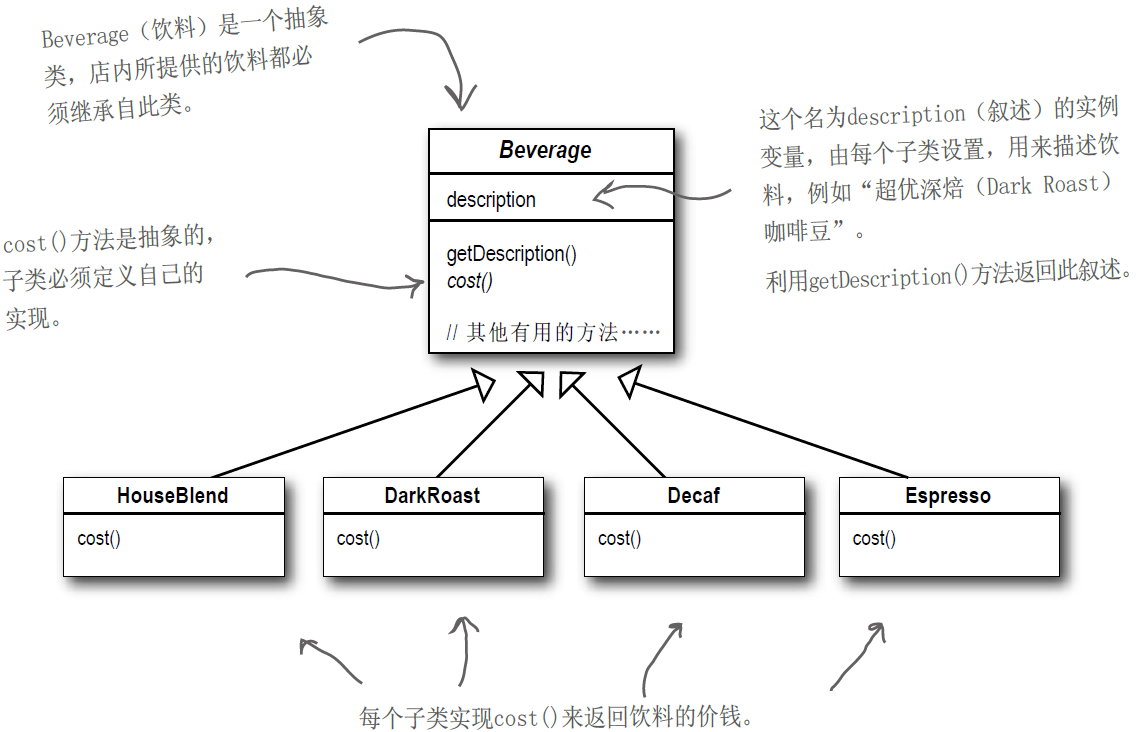 Beverage（饮料）是一个抽象
类，店内所提供的饮料都必
须继承自此类。
这个名为description（叙述）的实例
变量，由每个子类设置，用来描述饮
料，例如“超优深焙（Dark Roast）
咖啡豆”。
利用getDescription()方法返回此叙述。
cost()方法是抽象的，
子类必须定义自己的
实现。
Beverage
description
getDescription()
cost()
// 其他有用的方法……
HouseBlend
cost()
DarkRoast
cost()
Decaf
cost()
Espresso
cost()
每个子类实现cost()来返回饮料的价钱。